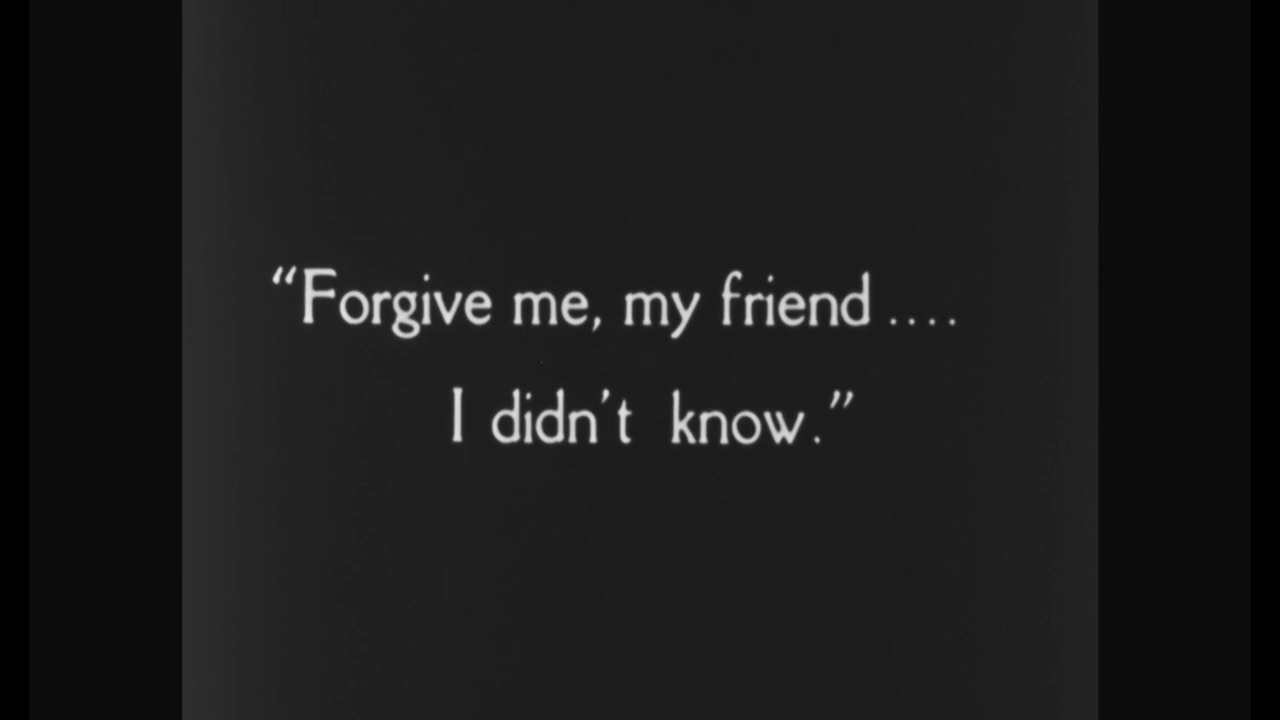 “Forgive me, my friend ....
I didn’t know.”